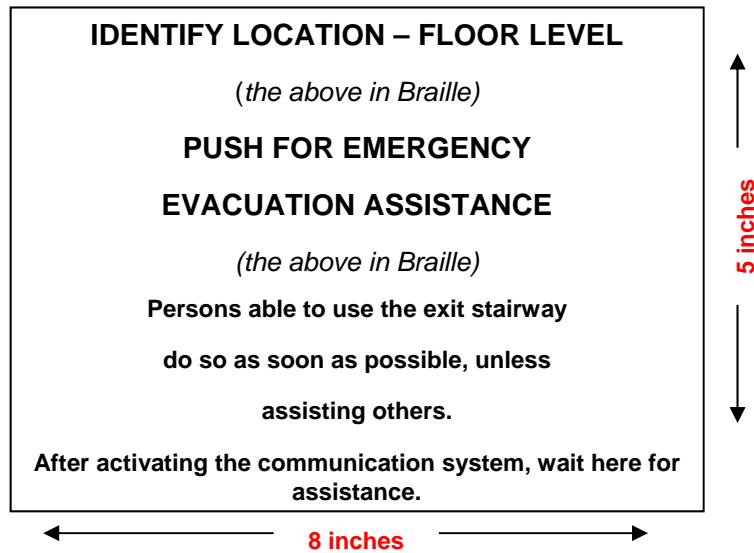 IDENTIFY LOCATION – FLOOR LEVEL
(the above in Braille)
PUSH FOR EMERGENCY
EVACUATION ASSISTANCE
(the above in Braille)
Persons able to use the exit stairway
do so as soon as possible, unless
assisting others.
After activating the communication system, wait here for
assistance.
5 inches
8 inches